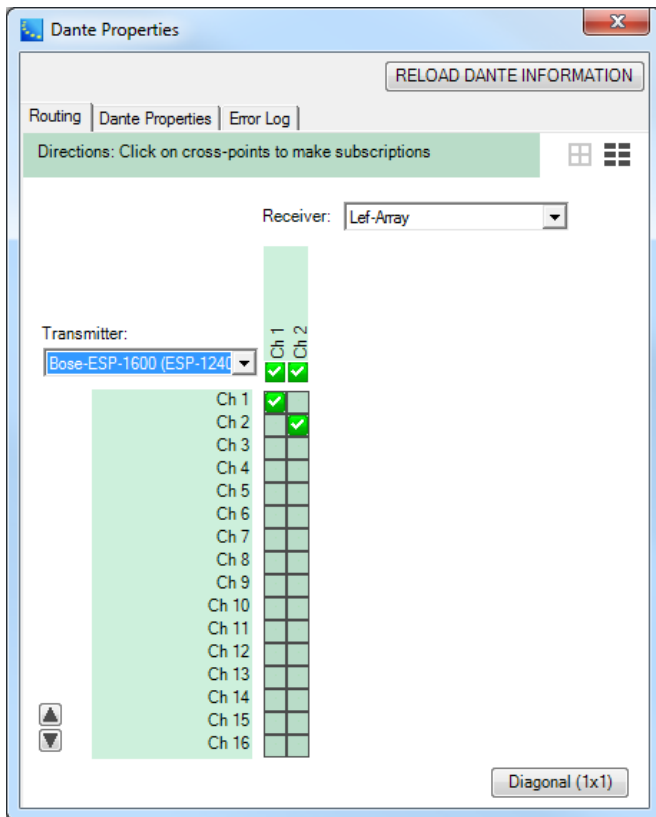 Dante Properties
RELOAD DANTE INFORMATION
Routing Dante Properties Error Log
Directions: Click on cross-points to make subscriptions
Receiver: Lef-Array
Transmitter:
Bose-ESP-1600 (ESP-1240
Ch 1 Ch 2
Ch 1
Ch 2
Ch 3
Ch 4
Ch 5
Ch 6
Ch 7
Ch 8
Ch 9
Ch 10
Ch 11
Ch 12
Ch 13
Ch 14
Ch 15
Ch 16
Diagonal (1x1)